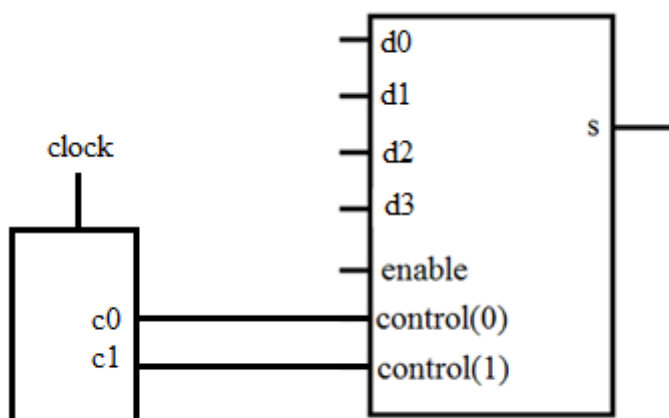 d0
d1
s
clock
d2
d3
enable
c0
control(0)
c1
control(1)